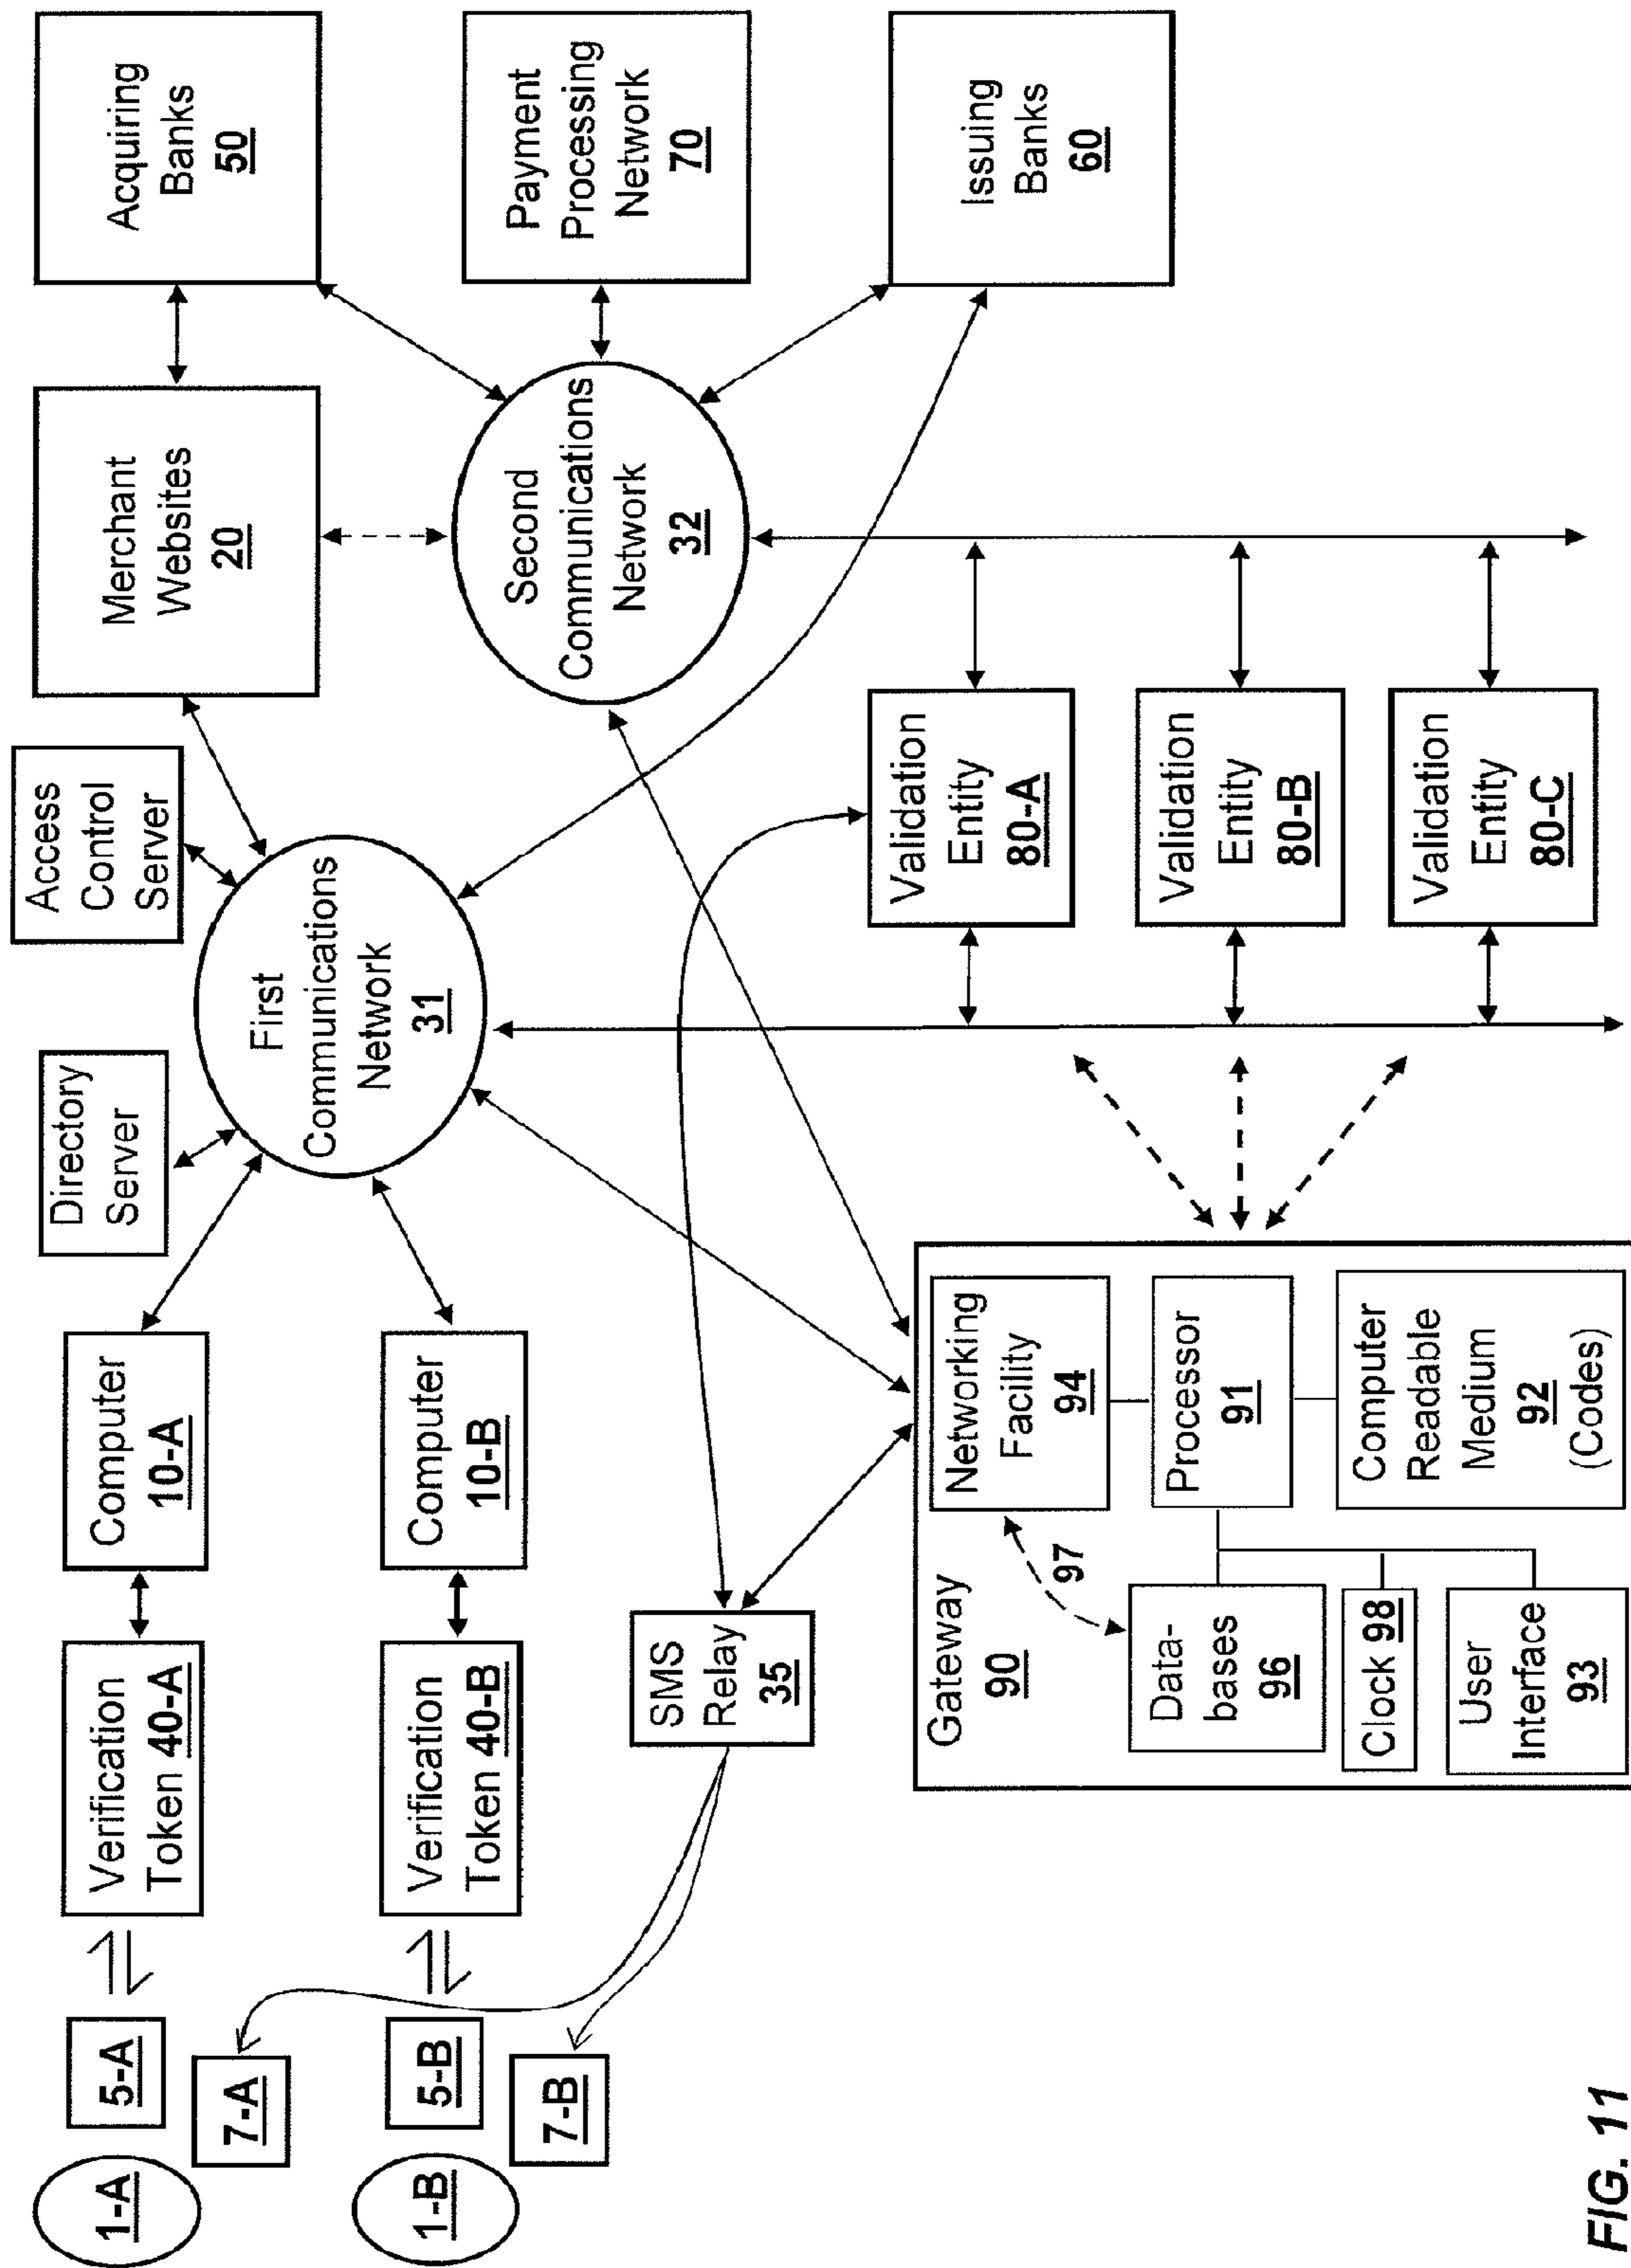 1-A
5-A
7-A
Verification
Token 40-A
Computer
10-A
Directory
Server
Access
Control
Server
Merchant
Websites
20
Acquiring
Banks
50
First
Communications
Network
31
1-B
5-B
7-B
Verification
Token 40-B
Computer
10-B
Second
Communications
Network
32
Payment
Processing
Network
70
SMS
Relay
35
Issuing
Banks
60
Validation
Entity
80-A
Validation
Entity
80-B
Validation
Entity
80-C
Gateway
90
Networking
Facility
94
97
Data-
bases
96
Processor
91
Clock 98
User
Interface
93
Computer
Readable
Medium
92
(Codes)
FIG. 11